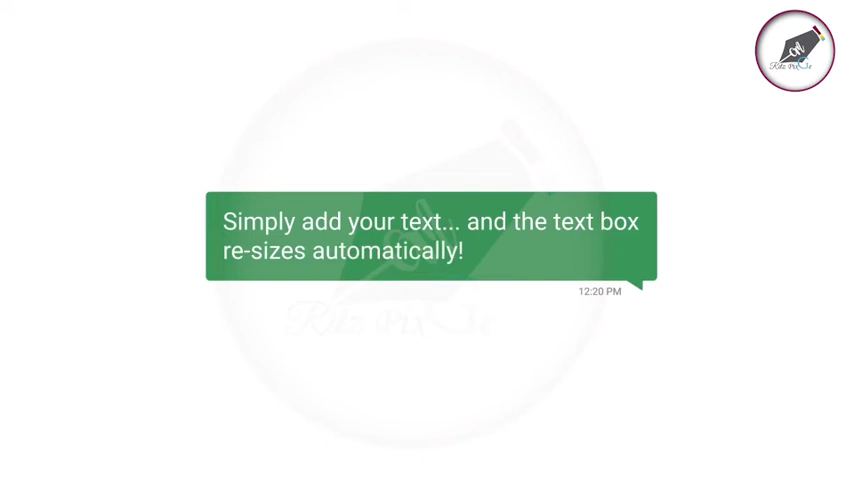 Simply add your text... and the text box
re-sizes automatically!
12:20 PM